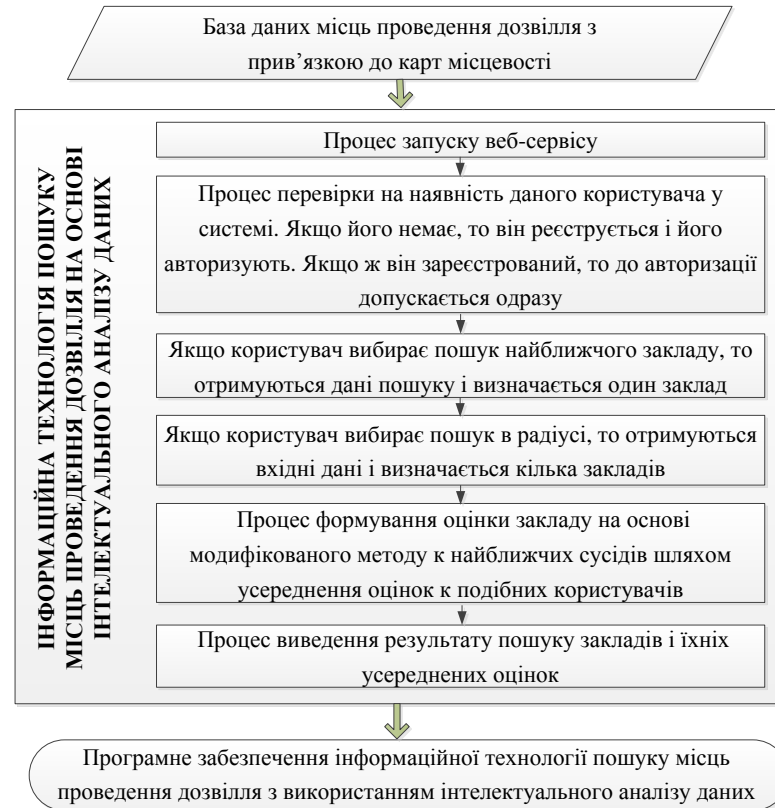 База даних місць проведення дозвілля з
прив’язкою до карт місцевості
ІНФОРМАЦІЙНА ТЕХНОЛОГІЯ ПОШУКУ
МІСЦЬ ПРОВЕДЕННЯ ДОЗВІЛЛЯ НА ОСНОВІ
ІНТЕЛЕКТУАЛЬНОГО АНАЛІЗУ ДАНИХ
Процес запуску веб-сервісу
Процес перевірки на наявність даного користувача у
системі. Якщо його немає, то він реєструється і його
авторизують. Якщо ж він зареєстрований, то до авторизації
допускається одразу
Якщо користувач вибирає пошук найближчого закладу, то
отримуються дані пошуку і визначається один заклад
Якщо користувач вибирає пошук в радіусі, то отримуються
вхідні дані і визначається кілька закладів
Процес формування оцінки закладу на основі
модифікованого методу к найближчих сусідів шляхом
усереднення оцінок к подібних користувачів
Процес виведення результату пошуку закладів і їхніх
усереднених оцінок
Програмне забезпечення інформаційної технології пошуку місць
проведення дозвілля з використанням інтелектуального аналізу даних